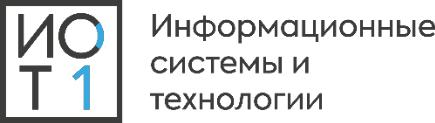 ИО
Т1
Информационные
системы и
технологии